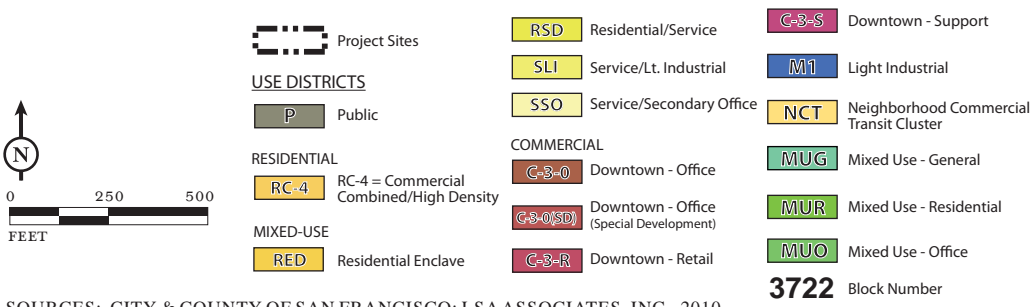 N
0 250 500
FEET
Project Sites
USE DISTRICTS
P Public
RESIDENTIAL
RC-4 RC-4 = Commercial
Combined/High Density
MIXED-USE
RED Residential Enclave
RSD Residential/Service
SLI Service/Lt. Industrial
SSO Service/Secondary Office
COMMERCIAL
C-3-0 Downtown - Office
C-3-0(SD) Downtown - Office
(Special Development)
C-3-R Downtown - Retail
C-3-S Downtown - Support
M1 Light Industrial
NCT Neighborhood Commercial
Transit Cluster
MUG Mixed Use - General
MUR Mixed Use - Residential
MUO Mixed Use - Office
3722 Block Number
SOURCES: CITY & COUNTY OF SAN FRANCISCO; LSA ASSOCIATES, INC., 2010